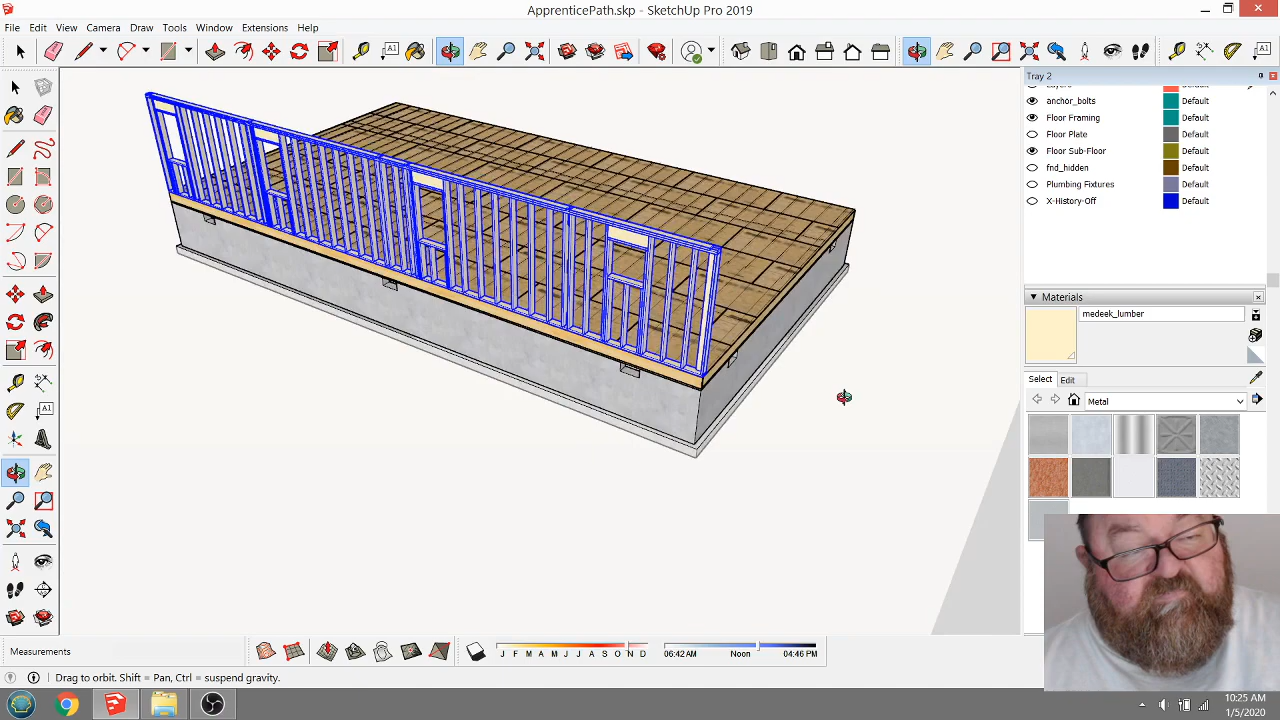 ApprenticePath.skp - SketchUp Pro 2019
File Edit View Camera Draw Tools Window Extensions Help
Tray 2
Default
anchor_bolts Default
Floor Framing Default
Floor Plate Default
Floor Sub-Floor Default
fnd_hidden Default
Plumbing Fixtures Default
X-History-Off Default
Materials
medeek_lumber
Select Edit
Metal
J F M A M J J A S O N D
06:42 AM Noon 04:46 PM
Measurements
Drag to orbit. Shift = Pan, Ctrl = suspend gravity.
10:25 AM
1/5/2020